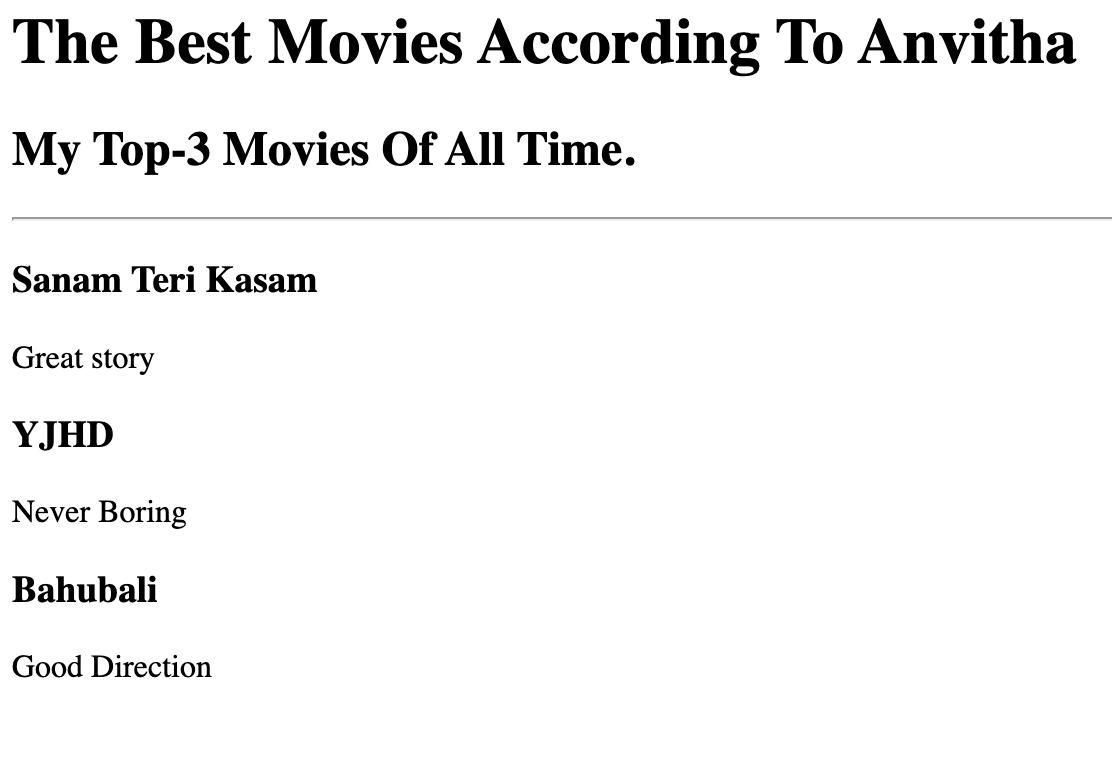 The Best Movies According To Anvitha
My Top-3 Movies Of All Time.
Sanam Teri Kasam
Great story
YJHD
Never Boring
Bahubali
Good Direction